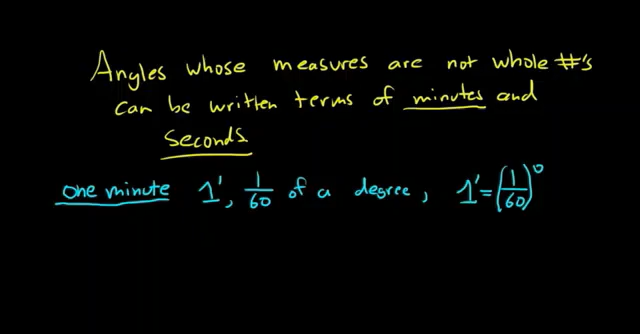 Angles whose measures are not whole #'s
can be written terms of minutes and
seconds
one minute 1', 1/60 of a degree, 1' = (1/60)°